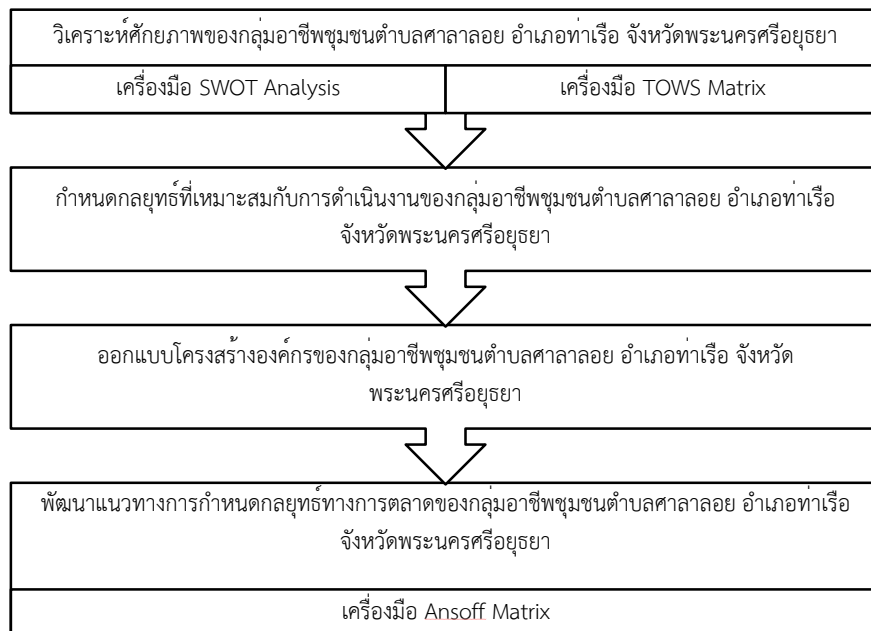 วิเคราะห์ศักยภาพของกลุ่มอาชีพชุมชนตำบลศาลาลอย อำเภอท่าเรือ จังหวัดพระนครศรีอยุธยา
เครื่องมือ SWOT Analysis
เครื่องมือ TOWS Matrix
กำหนดกลยุทธ์ที่เหมาะสมกับการดำเนินงานของกลุ่มอาชีพชุมชนตำบลศาลาลอย อำเภอท่าเรือ
จังหวัดพระนครศรีอยุธยา
ออกแบบโครงสร้างองค์กรของกลุ่มอาชีพชุมชนตำบลศาลาลอย อำเภอท่าเรือ จังหวัด
พระนครศรีอยุธยา
พัฒนาแนวทางการกำหนดกลยุทธ์ทางการตลาดของกลุ่มอาชีพชุมชนตำบลศาลาลอย อำเภอท่าเรือ
จังหวัดพระนครศรีอยุธยา
เครื่องมือ Ansoff Matrix